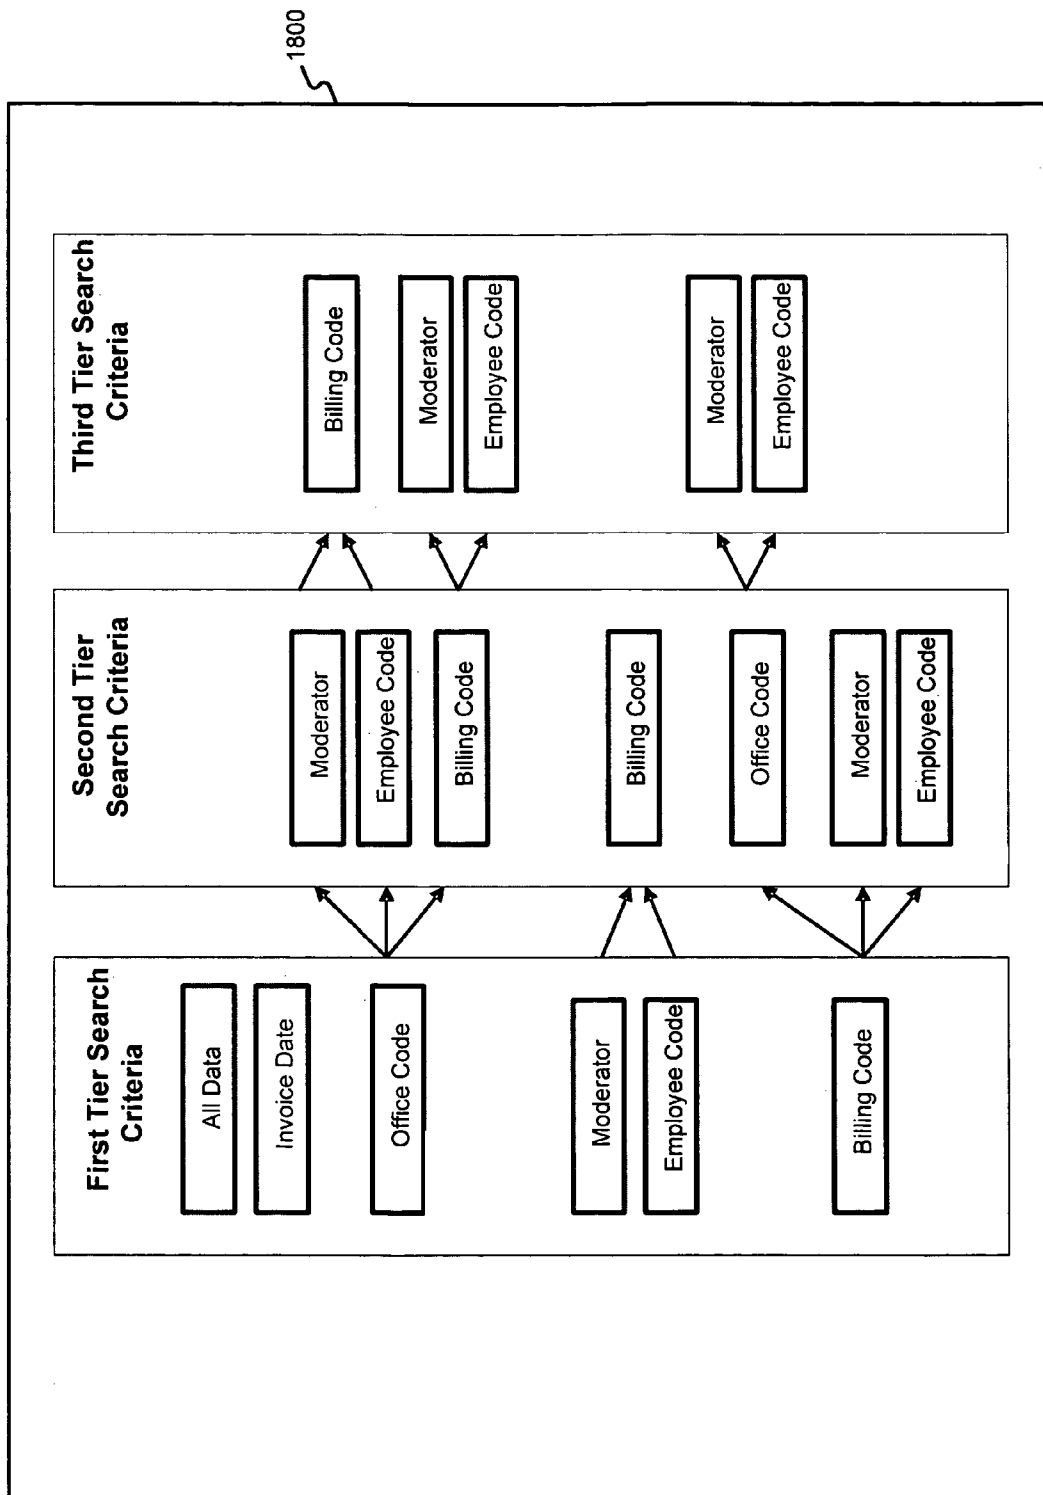 1800
First Tier Search
Criteria
All Data
Invoice Date
Office Code
Moderator
Employee Code
Billing Code
Second Tier
Search Criteria
Moderator
Employee Code
Billing Code
Billing Code
Office Code
Moderator
Employee Code
Third Tier Search
Criteria
Billing Code
Moderator
Employee Code
Moderator
Employee Code